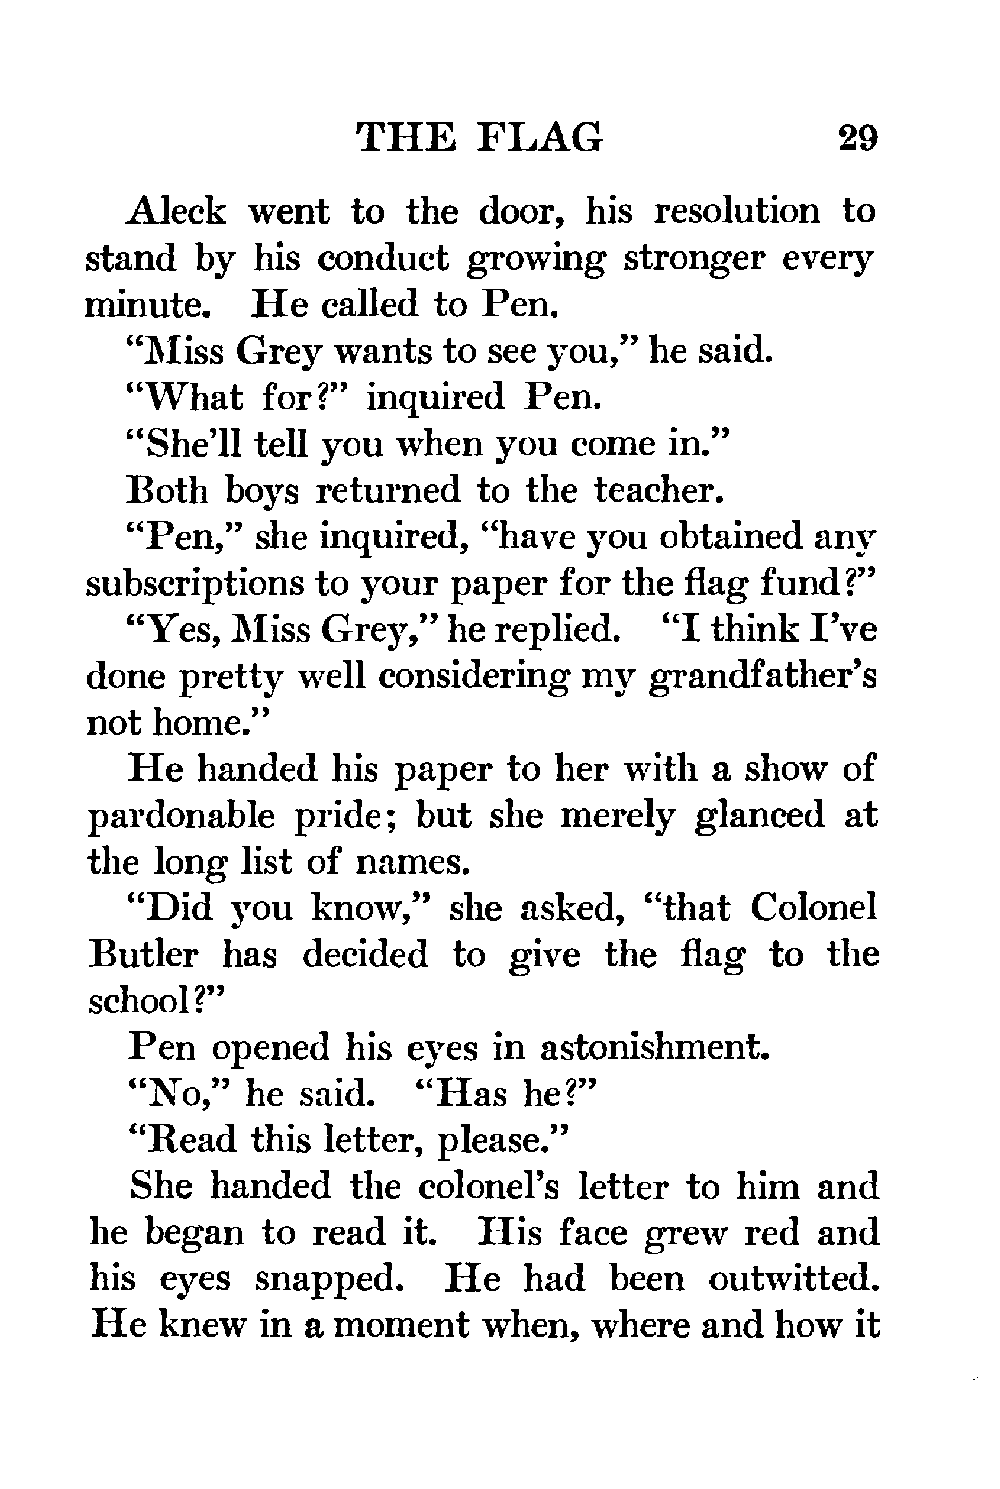 THE FLAG 29
Aleck went to the door, his resolution to
stand by his conduct growing stronger every
minute. He called to Pen.
“Miss Grey wants to see you,” he said.
“What for?” inquired Pen.
“She’ll tell you when you come in.”
Both boys returned to the teacher.
“Pen,” she inquired, “have you obtained any
subscriptions to your paper for the flag fund?”
“Yes, Miss Grey,” he replied. “I think I’ve
done pretty well considering my grandfather’s
not home.”
He handed his paper to her with a show of
pardonable pride; but she merely glanced at
the long list of names.
“Did you know,” she asked, “that Colonel
Butler has decided to give the flag to the
school?”
Pen opened his eyes in astonishment.
“No,” he said. “Has he?”
“Read this letter, please.”
She handed the colonel’s letter to him and
he began to read it. His face grew red and
his eyes snapped. He had been outwitted.
He knew in a moment when, where and how it